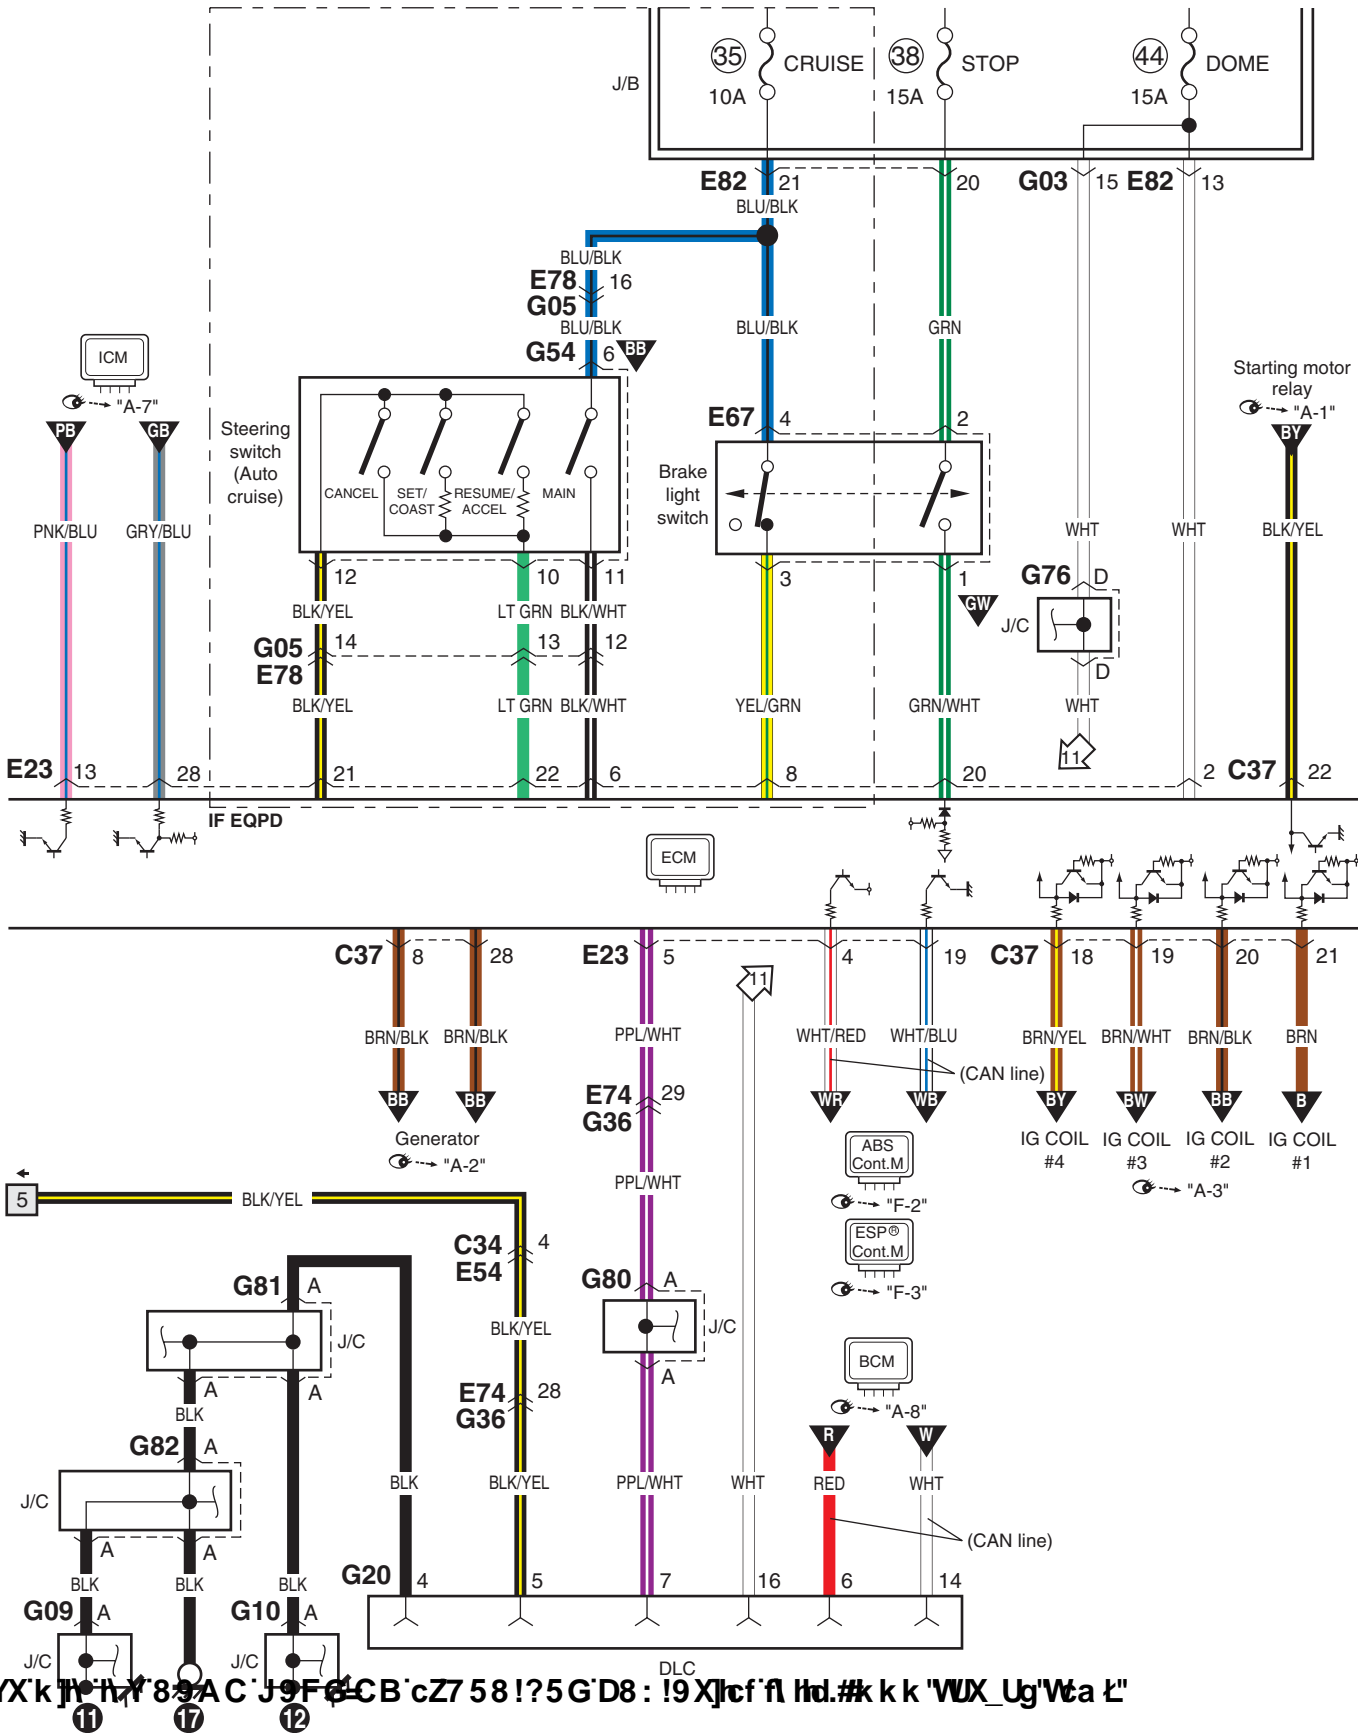 35 CRUISE 38 STOP 44 DOME
J/B 10A 15A 15A
E82 21 20 G03 15 E82 13
BLU/BLK
BLU/BLK
E78 16
G05
BLU/BLK BLU/BLK GRN
G54 6 BB
ICM
"A-7"
PB GB
Starting motor
relay
"A-1"
BY
Steering
switch
(Auto
cruise)
CANCEL SET/
COAST RESUME/
ACCEL MAIN
E67 4 2
Brake
light
switch
PNK/BLU GRY/BLU WHT WHT BLK/YEL
12 10 11 3 1
GW
G76 D
J/C
D
BLK/YEL LT GRN BLK/WHT
G05 14 13 12
E78
BLK/YEL LT GRN BLK/WHT YEL/GRN GRN/WHT WHT
11
E23 13 28 21 22 6 8 20 2 C37 22
IF EQPD
ECM
C37 8 28 E23 5 4 19 C37 18 19 20 21
11
BRN/BLK BRN/BLK PPL/WHT WHT/RED WHT/BLU BRN/YEL BRN/WHT BRN/BLK BRN
(CAN line)
BB BB E74 29 WR WB BY BW BB B
G36
Generator
"A-2"
ABS
Cont.M
"F-2"
ESP®
Cont.M
"F-3"
IG COIL
#4
IG COIL
#3
IG COIL
#2
IG COIL
#1
"A-3"
5 BLK/YEL PPL/WHT
C34 4
E54
G81 A G80 A
J/C BLK/YEL J/C
A A A
BCM
"A-8"
BLK E74 28
G36
G82 A R W
J/C BLK BLK/YEL PPL/WHT WHT RED WHT
(CAN line)
A A
BLK BLK BLK G20 4 5 7 16 6 14
G09 A G10 A
J/C J/C DLC
11 17 12